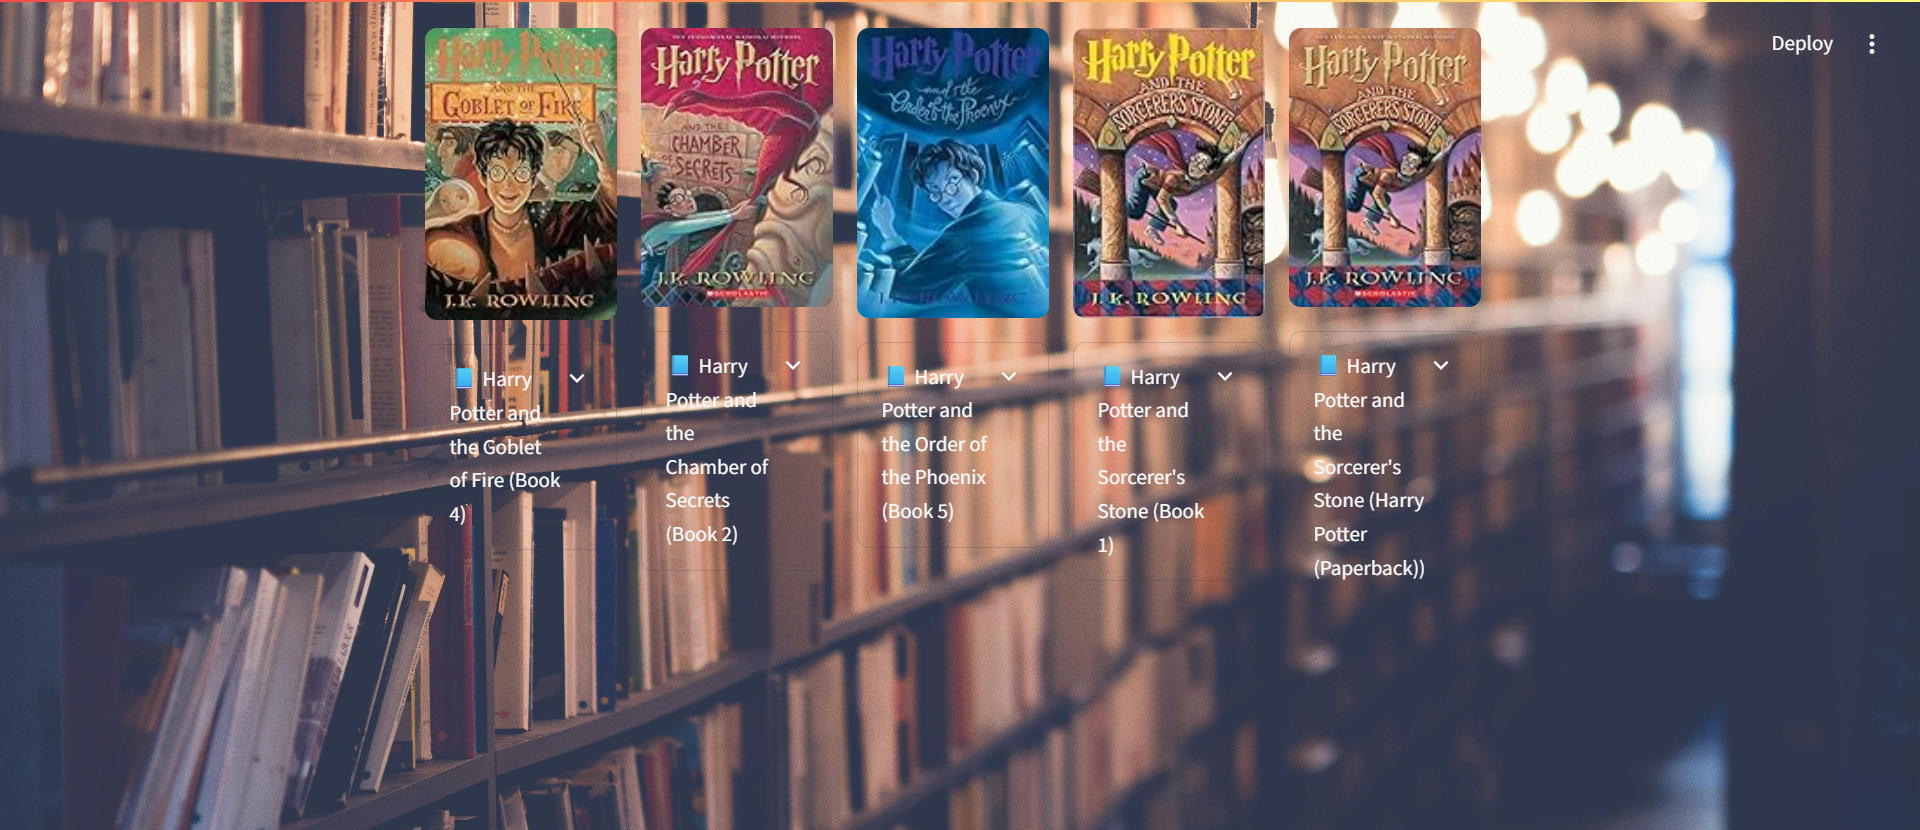 Deploy
Harry Potter
AND THE
GOBLET OF FIRE
J.K. ROWLING
Harry Potter
AND THE
CHAMBER
OF
SECRETS
J.K. ROWLING
SCHOLASTIC
Harry Potter
and the
Order of the Phoenix
J.K. ROWLING
Harry Potter
AND THE
SORCERER'S STONE
J.K. ROWLING
Harry Potter
AND THE
SORCERER'S STONE
J.K. ROWLING
SCHOLASTIC
Harry
Potter and
the Goblet
of Fire (Book
4)
Harry
Potter and
the
Chamber of
Secrets
(Book 2)
Harry
Potter and
the Order of
the Phoenix
(Book 5)
Harry
Potter and
the
Sorcerer's
Stone (Book
1)
Harry
Potter and
the
Sorcerer's
Stone (Harry
Potter
(Paperback))